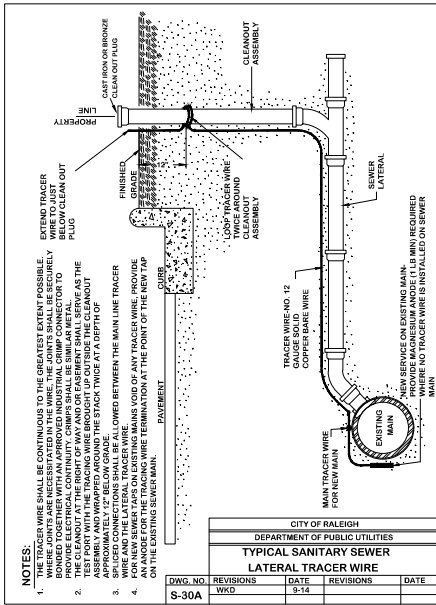 NOTES:
1. THE TRACER WIRE SHALL BE CONTINUOUS TO THE GREATEST EXTENT POSSIBLE.
WHERE JOINTS ARE NECESSITATED IN THE WIRE, THE JOINTS SHALL BE SECURELY
BONDED TOGETHER WITH AN APPROVED INDUSTRIAL CRIMP CONNECTOR TO
PROVIDE ELECTRICAL CONTINUITY. CRIMPS SHALL BE SIMILAR METAL.
2. THE CLEANOUT AT THE RIGHT OF WAY AND OR EASEMENT SHALL SERVE AS THE
TEST PORT WITH THE TRACING WIRE BROUGHT UP OUTSIDE THE CLEANOUT
ASSEMBLY AND WRAPPED AROUND THE STACK TWICE AT A DEPTH OF
APPROXIMATELY 12" BELOW GRADE.
3. SPLICED CONNECTIONS SHALL BE ALLOWED BETWEEN THE MAIN LINE TRACER
WIRE AND THE LATERAL TRACER WIRE.
4. FOR NEW SEWER TAPS ON EXISTING MAINS VOID OF ANY TRACER WIRE, PROVIDE
AN ANODE FOR THE TRACING WIRE TERMINATION AT THE POINT OF THE NEW TAP
ON THE EXISTING SEWER MAIN.
CAST IRON OR BRONZE
CLEAN OUT PLUG
PROPERTY
LINE
EXTEND TRACER
WIRE TO JUST
BELOW CLEAN OUT
PLUG
FINISHED
GRADE
12"
CLEANOUT
ASSEMBLY
LOOP TRACER WIRE
TWICE AROUND
CLEANOUT
ASSEMBLY
CURB
PAVEMENT
SEWER
LATERAL
TRACER WIRE-NO. 12
GAUGE SOLID
COPPER BARE WIRE
MAIN TRACER WIRE
FOR NEW MAIN
EXISTING
MAIN
*NEW SERVICE ON EXISTING MAIN-
PROVIDE MAGNESIUM ANODE (1 LB MIN) REQUIRED
WHERE NO TRACER WIRE IS INSTALLED ON SEWER
MAIN
CITY OF RALEIGH
DEPARTMENT OF PUBLIC UTILITIES
TYPICAL SANITARY SEWER
LATERAL TRACER WIRE
DWG. NO. REVISIONS DATE REVISIONS DATE
S-30A WKD 9-14